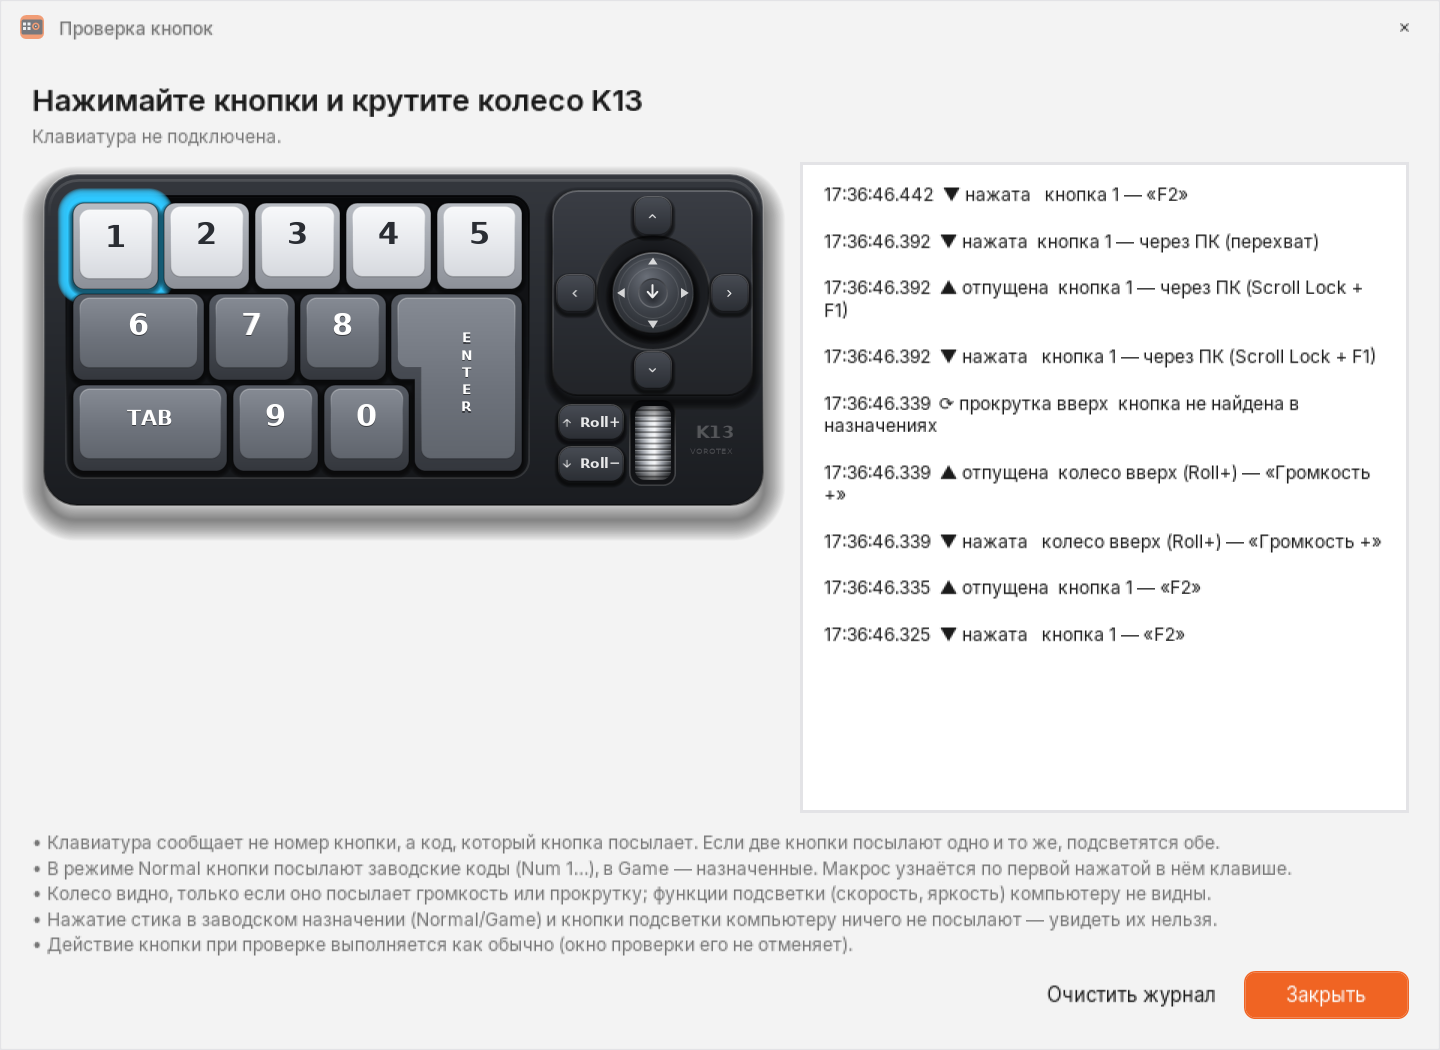 Проверка кнопок
×
Нажимайте кнопки и крутите колесо K13
Клавиатура не подключена.
1 2 3 4 5
6 7 8
ENTER
TAB 9 0
↑ Roll+
↓ Roll−
K13
VOROTEX
17:36:46.442 ▼ нажата кнопка 1 — «F2»
17:36:46.392 ▼ нажата кнопка 1 — через ПК (перехват)
17:36:46.392 ▲ отпущена кнопка 1 — через ПК (Scroll Lock +
F1)
17:36:46.392 ▼ нажата кнопка 1 — через ПК (Scroll Lock + F1)
17:36:46.339 ⟳ прокрутка вверх кнопка не найдена в
назначениях
17:36:46.339 ▲ отпущена колесо вверх (Roll+) — «Громкость
+»
17:36:46.339 ▼ нажата колесо вверх (Roll+) — «Громкость +»
17:36:46.335 ▲ отпущена кнопка 1 — «F2»
17:36:46.325 ▼ нажата кнопка 1 — «F2»
• Клавиатура сообщает не номер кнопки, а код, который кнопка посылает. Если две кнопки посылают одно и то же, подсветятся обе.
• В режиме Normal кнопки посылают заводские коды (Num 1…), в Game — назначенные. Макрос узнаётся по первой нажатой в нём клавише.
• Колесо видно, только если оно посылает громкость или прокрутку; функции подсветки (скорость, яркость) компьютеру не видны.
• Нажатие стика в заводском назначении (Normal/Game) и кнопки подсветки компьютеру ничего не посылают — увидеть их нельзя.
• Действие кнопки при проверке выполняется как обычно (окно проверки его не отменяет).
Очистить журнал
Закрыть